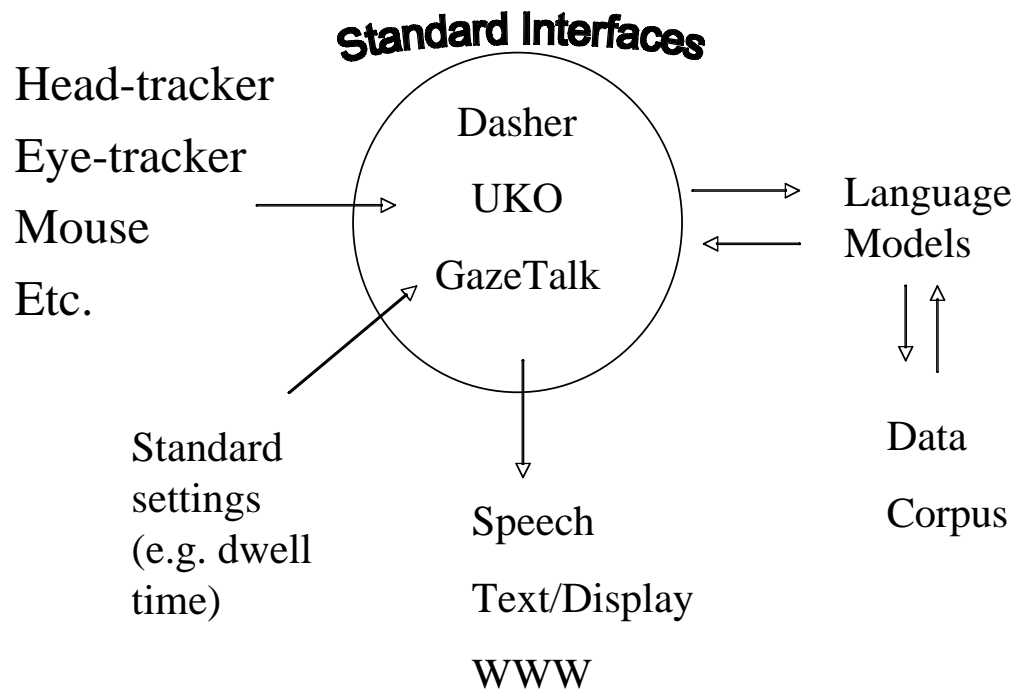 Standard Interfaces
Head-tracker
Eye-tracker
Mouse
Etc.
Dasher
UKO
GazeTalk
Language
Models
Data
Corpus
Standard
settings
(e.g. dwell
time)
Speech
Text/Display
WWW